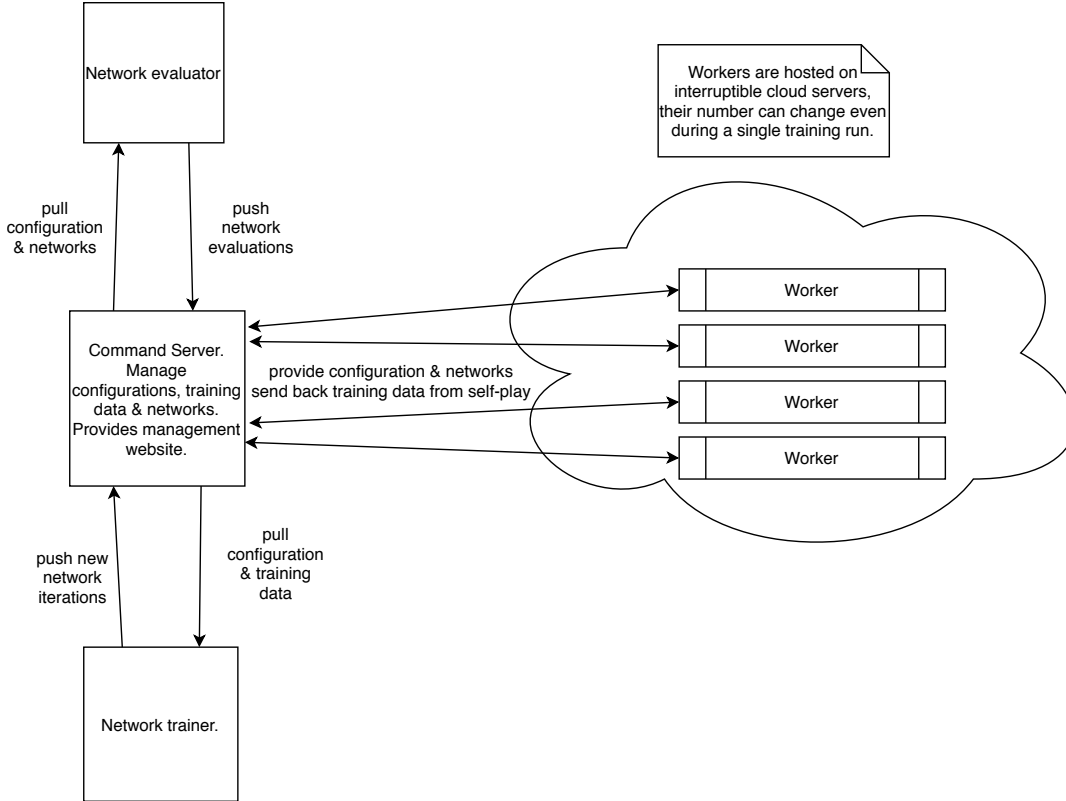 Network evaluator
Workers are hosted on
interruptible cloud servers,
their number can change even
during a single training run.
pull
configuration
& networks
push
network
evaluations
Command Server.
Manage
configurations, training
data & networks.
Provides management
website.
provide configuration & networks
send back training data from self-play
Worker
Worker
Worker
Worker
push new
network
iterations
pull
configuration
& training
data
Network trainer.